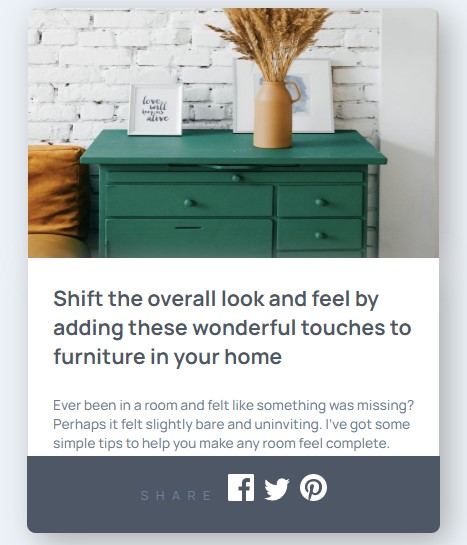 love
will
keep us
alive
Shift the overall look and feel by
adding these wonderful touches to
furniture in your home
Ever been in a room and felt like something was missing?
Perhaps it felt slightly bare and uninviting. I've got some
simple tips to help you make any room feel complete.
SHARE